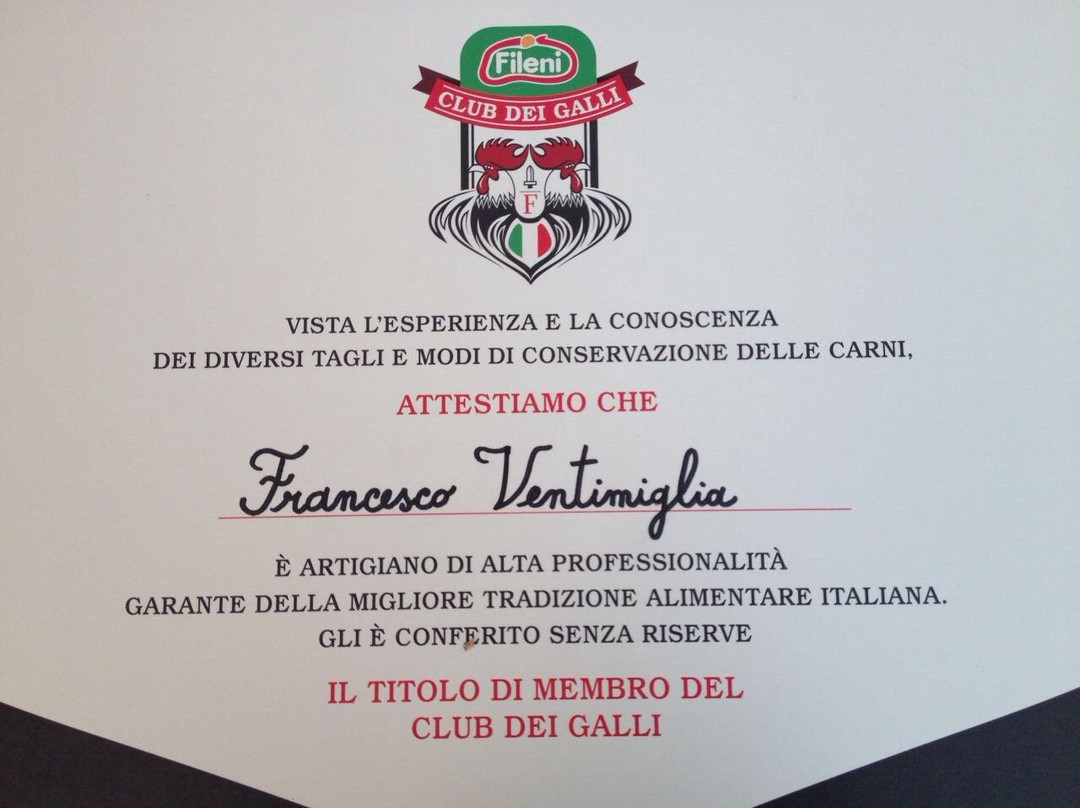 Fileni
CLUB DEI GALLI
F
VISTA L'ESPERIENZA E LA CONOSCENZA
DEI DIVERSI TAGLI E MODI DI CONSERVAZIONE DELLE CARNI,
ATTESTIAMO CHE
Francesco Ventimiglia
È ARTIGIANO DI ALTA PROFESSIONALITÀ
GARANTE DELLA MIGLIORE TRADIZIONE ALIMENTARE ITALIANA.
GLI È CONFERITO SENZA RISERVE
IL TITOLO DI MEMBRO DEL
CLUB DEI GALLI